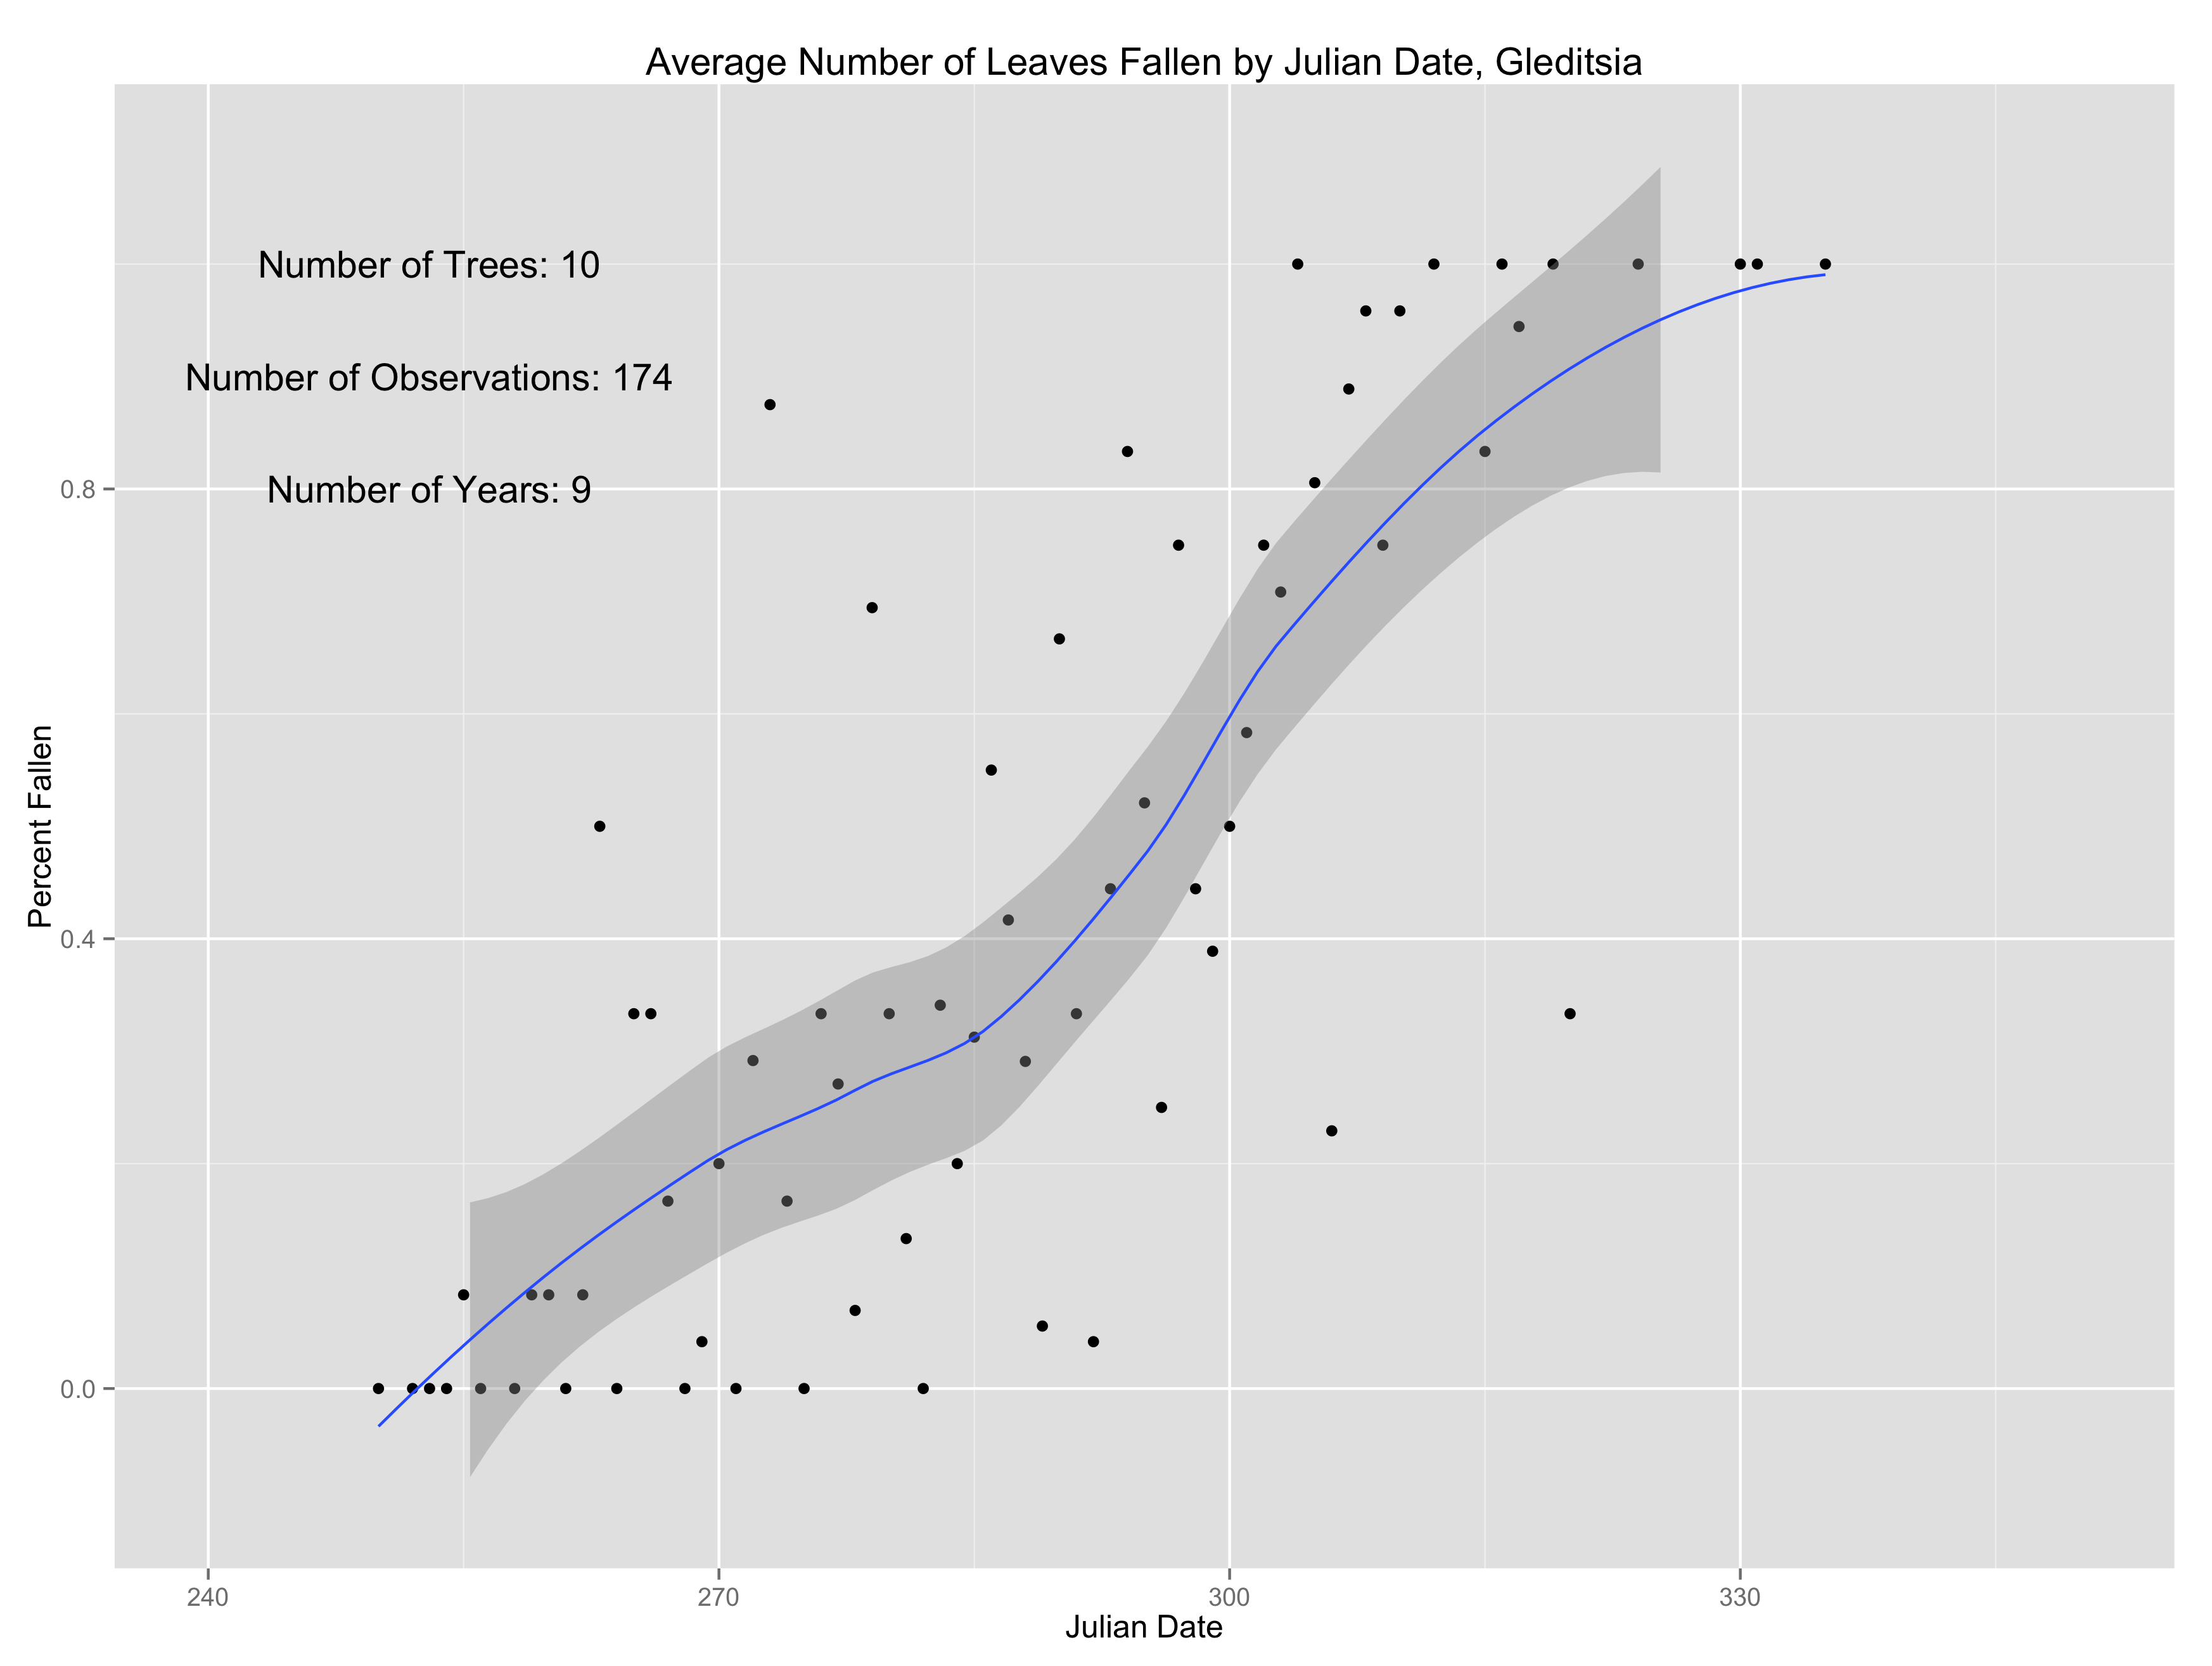 Average Number of Leaves Fallen by Julian Date, Gleditsia
Number of Trees: 10
Number of Observations: 174
Number of Years: 9
Percent Fallen
0.8
0.4
0.0
240
270
300
330
Julian Date